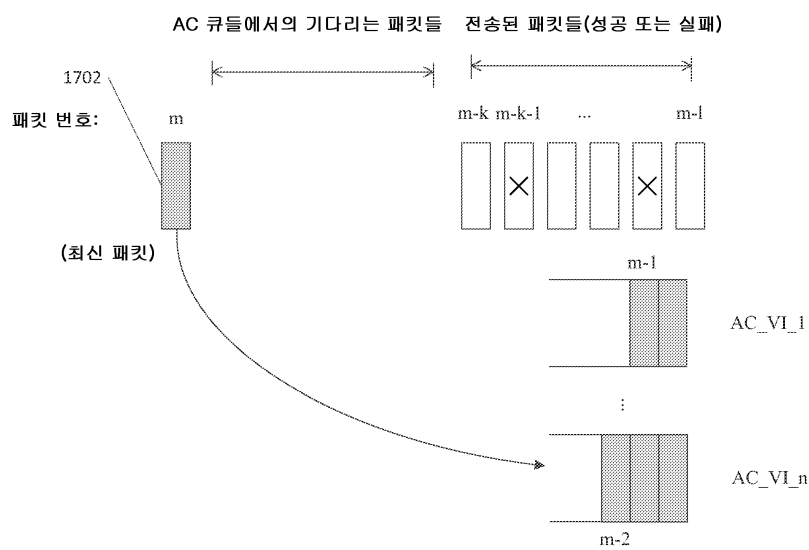 AC 큐들에서의 기다리는 패킷들 전송된 패킷들(성공 또는 실패)
1702
패킷 번호: m m-k m-k-1 ... m-l
(최신 패킷)
m-1
AC_VI_1
⋮
AC_VI_n
m-2